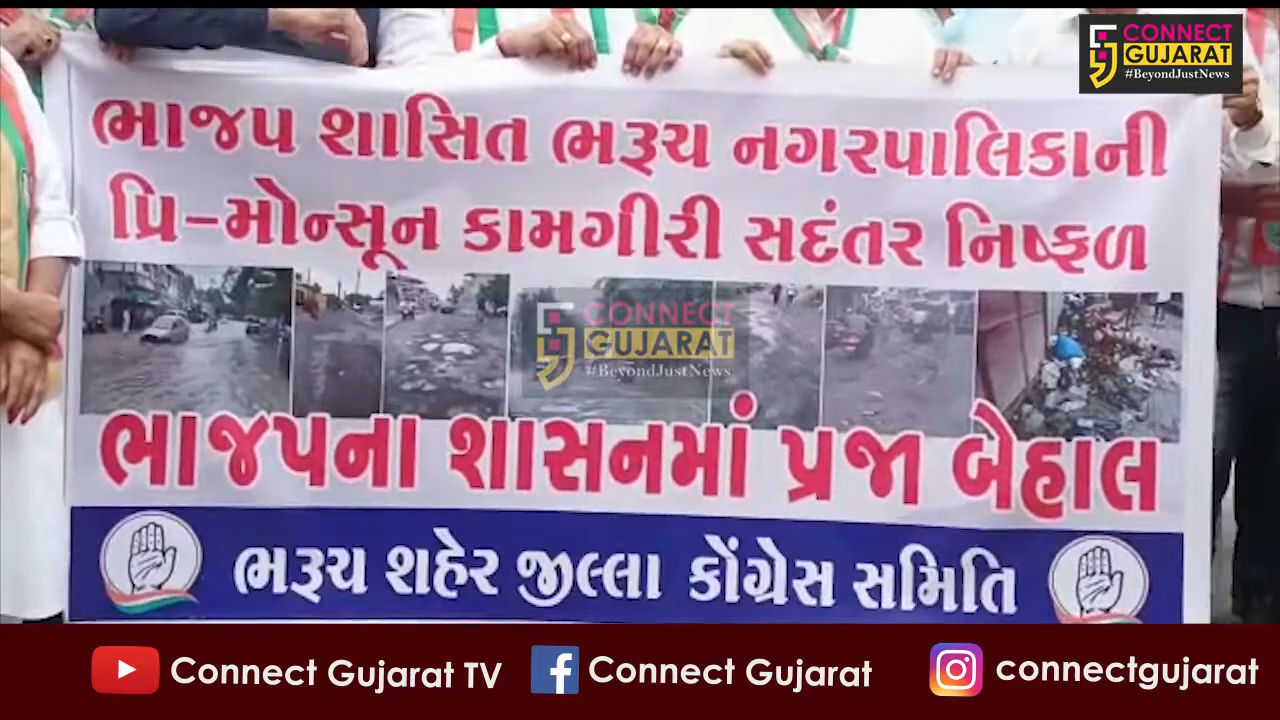 CONNECT
GUJARAT
#BeyondJustNews
ભાજપ શાસિત ભરૂચ નગરપાલિકાની
પ્રિ-મોન્સૂન કામગીરી સદંતર નિષ્ફળ
CONNECT
GUJARAT
#BeyondJustNews
ભાજપના શાસનમાં પ્રજા બેહાલ
ભરૂચ શહેર જીલ્લા કોંગ્રેસ સમિતિ
Connect Gujarat TV Connect Gujarat connectgujarat